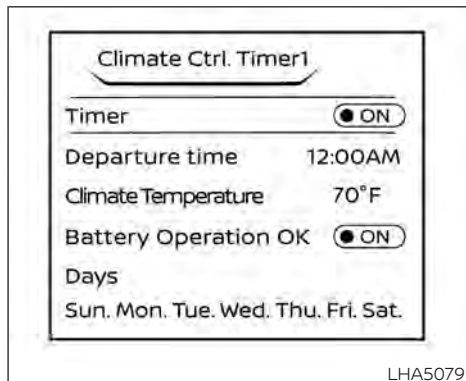 Climate Ctrl. Timer1
Timer ON
Departure time 12:00AM
Climate Temperature 70°F
Battery Operation OK ON
Days
Sun. Mon. Tue. Wed. Thu. Fri. Sat.
LHA5079